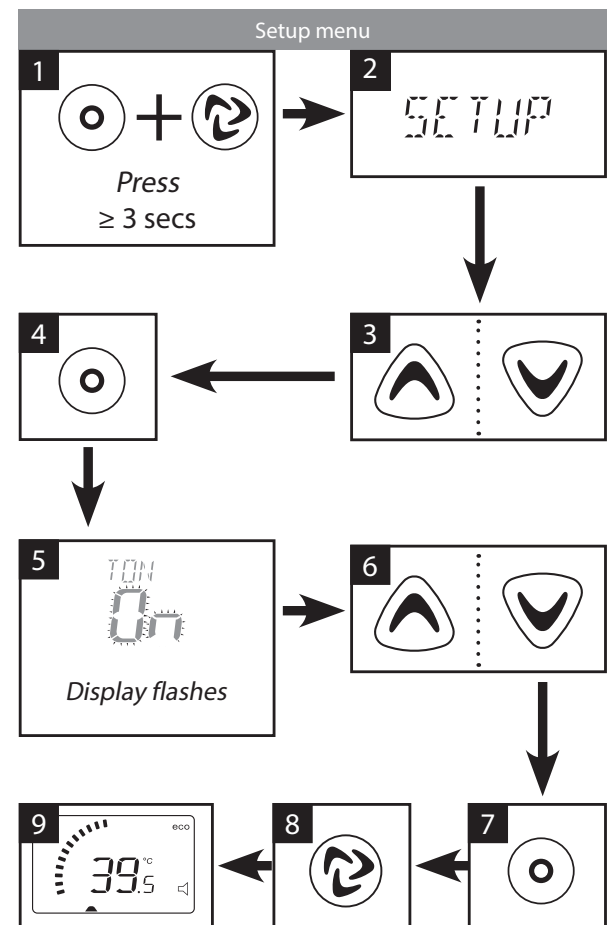 Setup menu
1
+
Press
≥ 3 secs
2
SETUP
3
4
5
TON
On
Display flashes
6
7
8
9
eco
39.5 °C